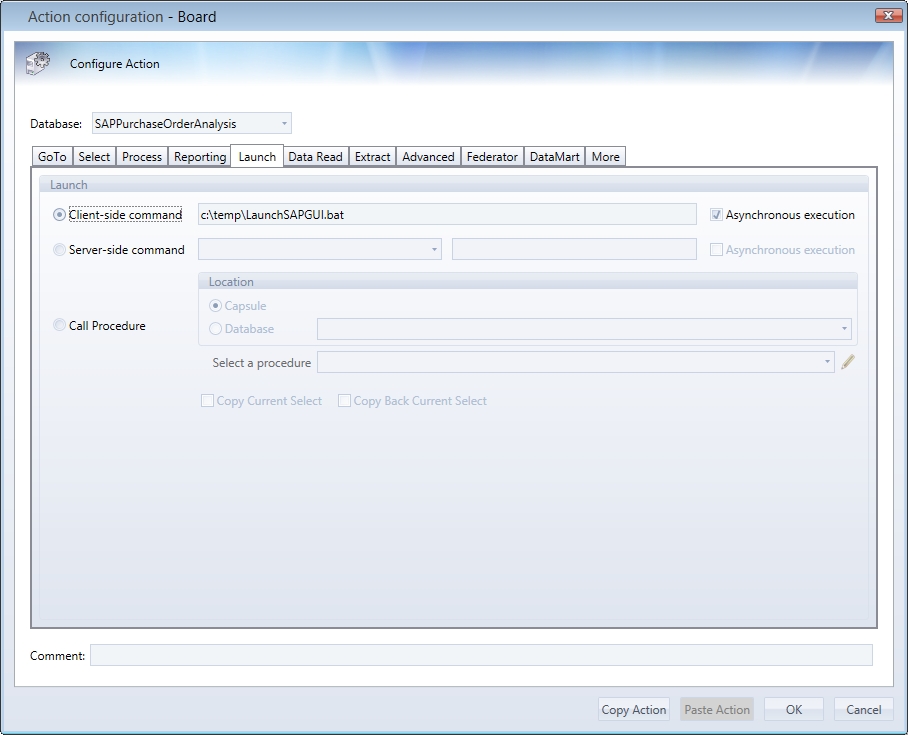 Action configuration - Board
Configure Action
Database: SAPPurchaseOrderAnalysis
GoTo Select Process Reporting Launch Data Read Extract Advanced Federator DataMart More
Launch
Client-side command c:\temp\LaunchSAPGUI.bat Asynchronous execution
Server-side command Asynchronous execution
Location
Capsule
Call Procedure
Database
Select a procedure
Copy Current Select Copy Back Current Select
Comment:
Copy Action Paste Action OK Cancel